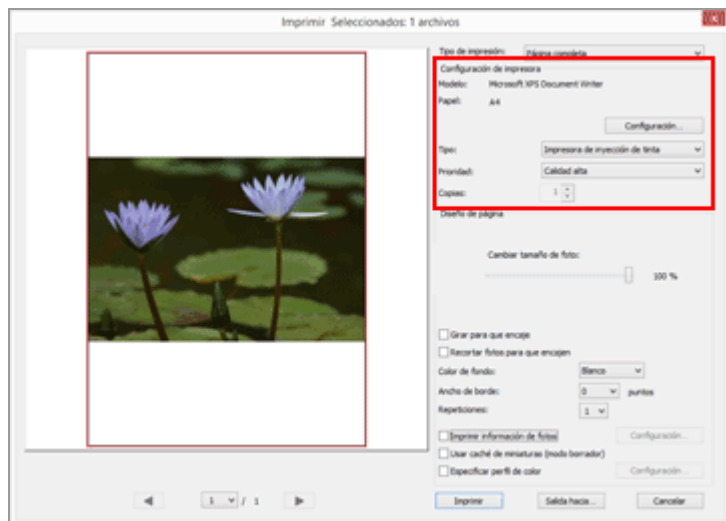 Imprimir Seleccionados: 1 archivos
Tipo de impresión: Página completa
Configuración de impresora
Modelo: Microsoft XPS Document Writer
Papel: A4
Configuración...
Tipo: Impresora de inyección de tinta
Prioridad: Calidad alta
Copias: 1
Diseño de página
Cambiar tamaño de foto:
100 %
Girar para que encaje
Recortar fotos para que encajen
Color de fondo: Blanco
Ancho de borde: 0 puntos
Repeticiones: 1
Imprimir información de fotos Configuración...
Usar caché de miniaturas (modo borrador)
Especificar perfil de color Configuración...
1 / 1
Imprimir Salida hacia... Cancelar